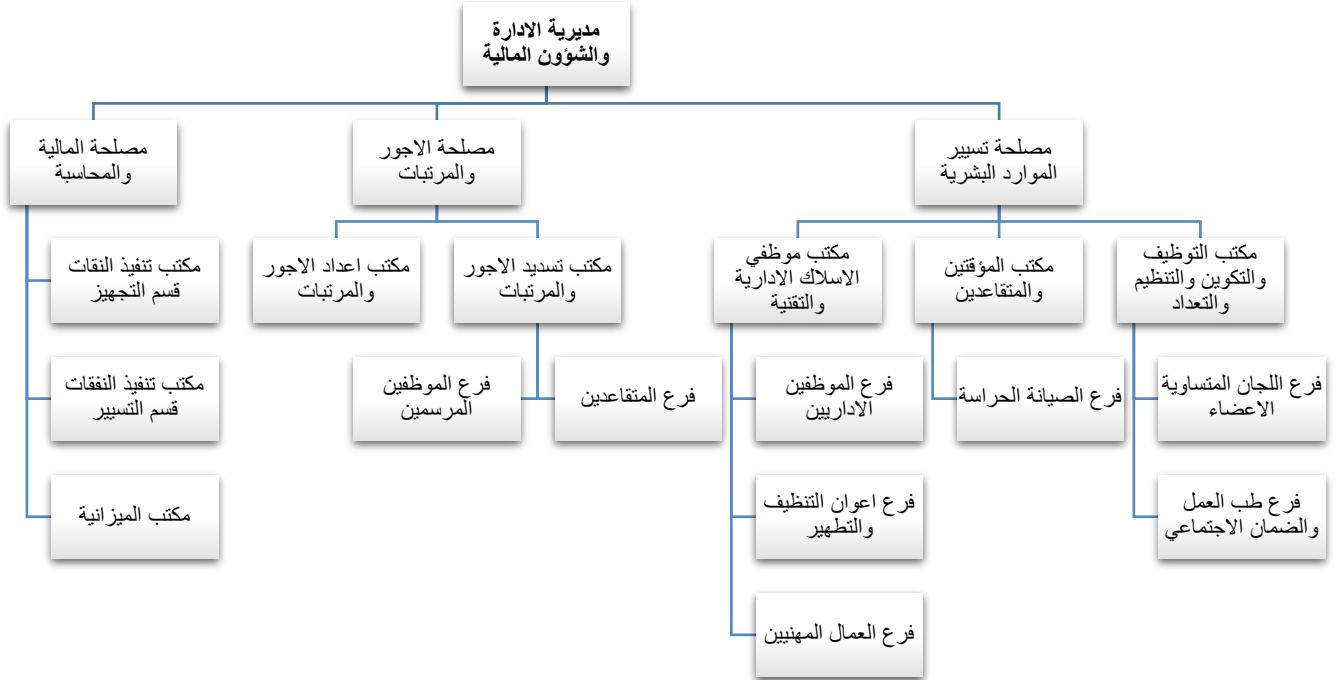 مديرية الادارة
والشؤون المالية
مصلحة تسيير
الموارد البشرية
مصلحة الاجور
والمرتبات
مصلحة المالية
والمحاسبة
مكتب التوظيف
والتكوين والتنظيم
والتعداد
مكتب المؤقتين
والمتقاعدين
مكتب موظفي
الاسلاك الادارية
والتقنية
مكتب تسديد الاجور
والمرتبات
مكتب اعداد الاجور
والمرتبات
مكتب تنفيذ النقات
قسم التجهيز
فرع اللجان المتساوية
الاعضاء
فرع الصيانة الحراسة
فرع الموظفين
الاداريين
فرع المتقاعدين
فرع الموظفين
المرسمين
مكتب تنفيذ النفقات
قسم التسيير
فرع طب العمل
والضمان الاجتماعي
فرع اعوان التنظيف
والتطهير
مكتب الميزانية
فرع العمال المهنيين